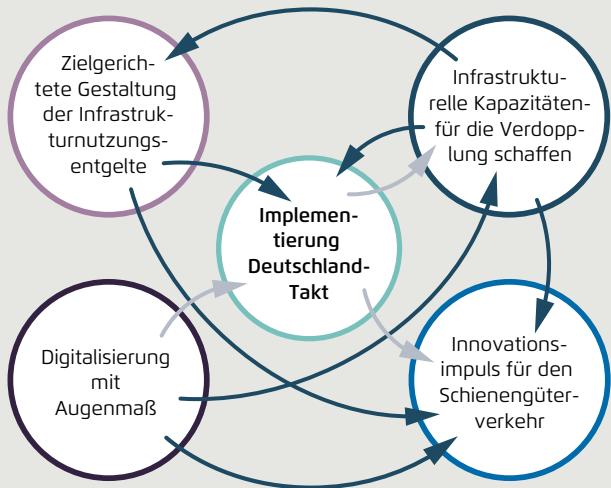 Zielgerich-
tete Gestaltung
der Infrastruk-
turnutzungs-
entgelte
Infrastruktu-
relle Kapazitäten-
für die Verdopp-
lung schaffen
Implemen-
tierung
Deutschland-
Takt
Digitalisierung
mit
Augenmaß
Innovations-
impuls für den
Schienengüter-
verkehr